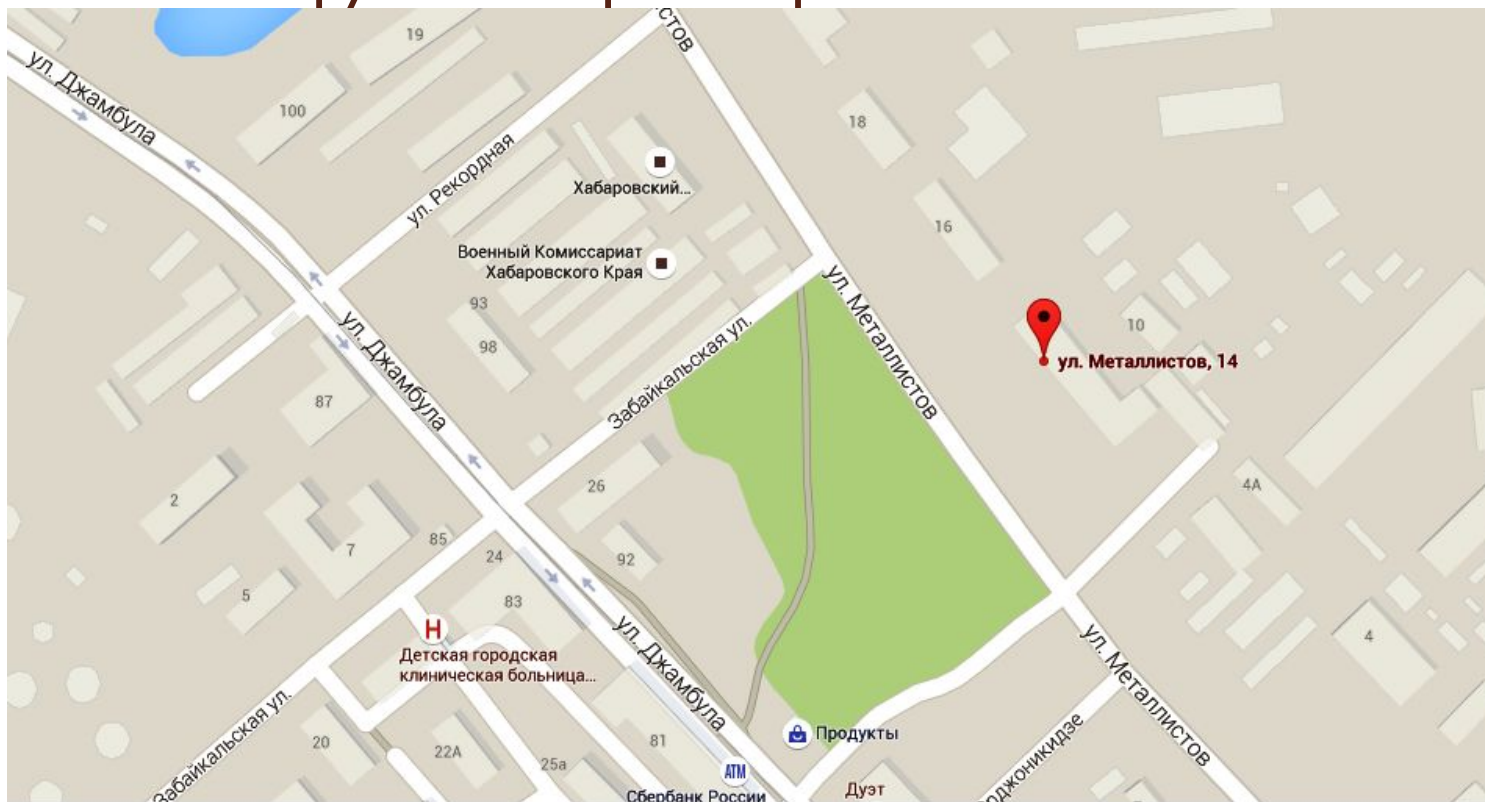 19
ул. Джамбула
100
18
ул. Рекордная
Хабаровский...
16
Военный Комиссариат
Хабаровского Края
ул. Металлистов
93
98
ул. Джамбула
10
ул. Металлистов, 14
Забайкальская ул.
87
26
4А
2
7
85
24
92
5
83
Детская городская
клиническая больница...
ул. Джамбула
ул. Металлистов
4
Забайкальская ул.
20
22А
25а
81
Продукты
ATM
Сбербанк России
Дуэт